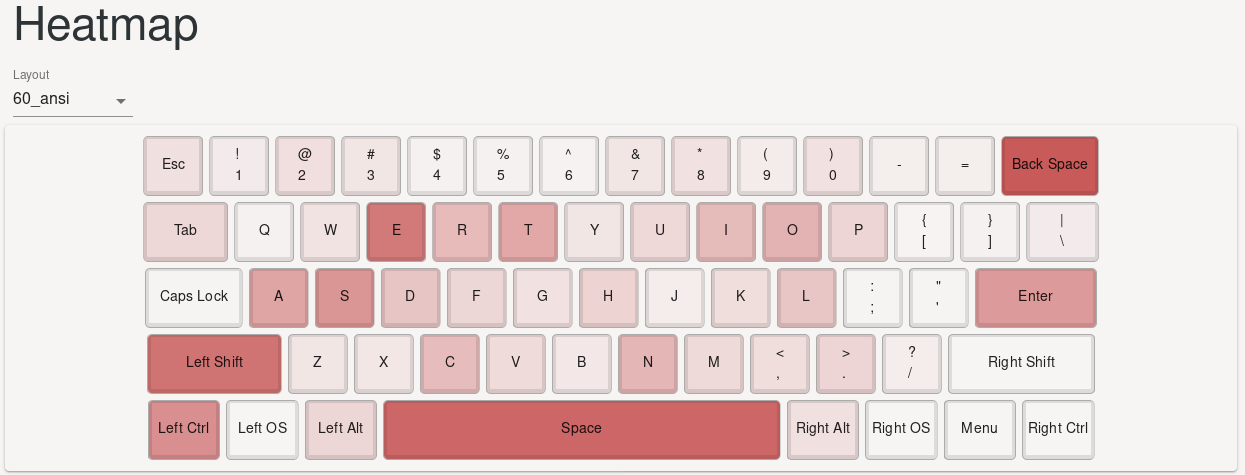 Heatmap
Layout
60_ansi
Esc ! @ # $ % ^ & * ( ) - = Back Space
1 2 3 4 5 6 7 8 9 0
Tab Q W E R T Y U I O P { } |
[ ] \
Caps Lock A S D F G H J K L : " Enter
; '
Left Shift Z X C V B N M < > ? Right Shift
, . /
Left Ctrl Left OS Left Alt Space Right Alt Right OS Menu Right Ctrl